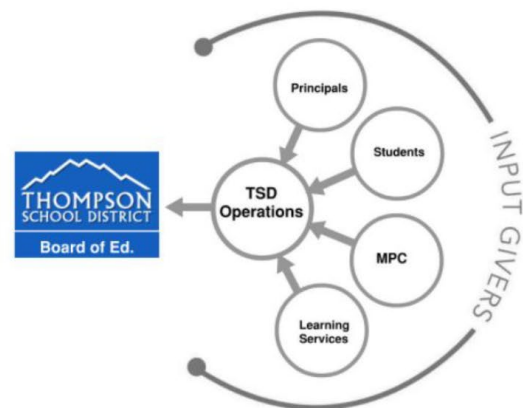 Principals
Students
TSD
Operations
THOMPSON
SCHOOL DISTRICT
Board of Ed.
MPC
Learning
Services
INPUT GIVERS